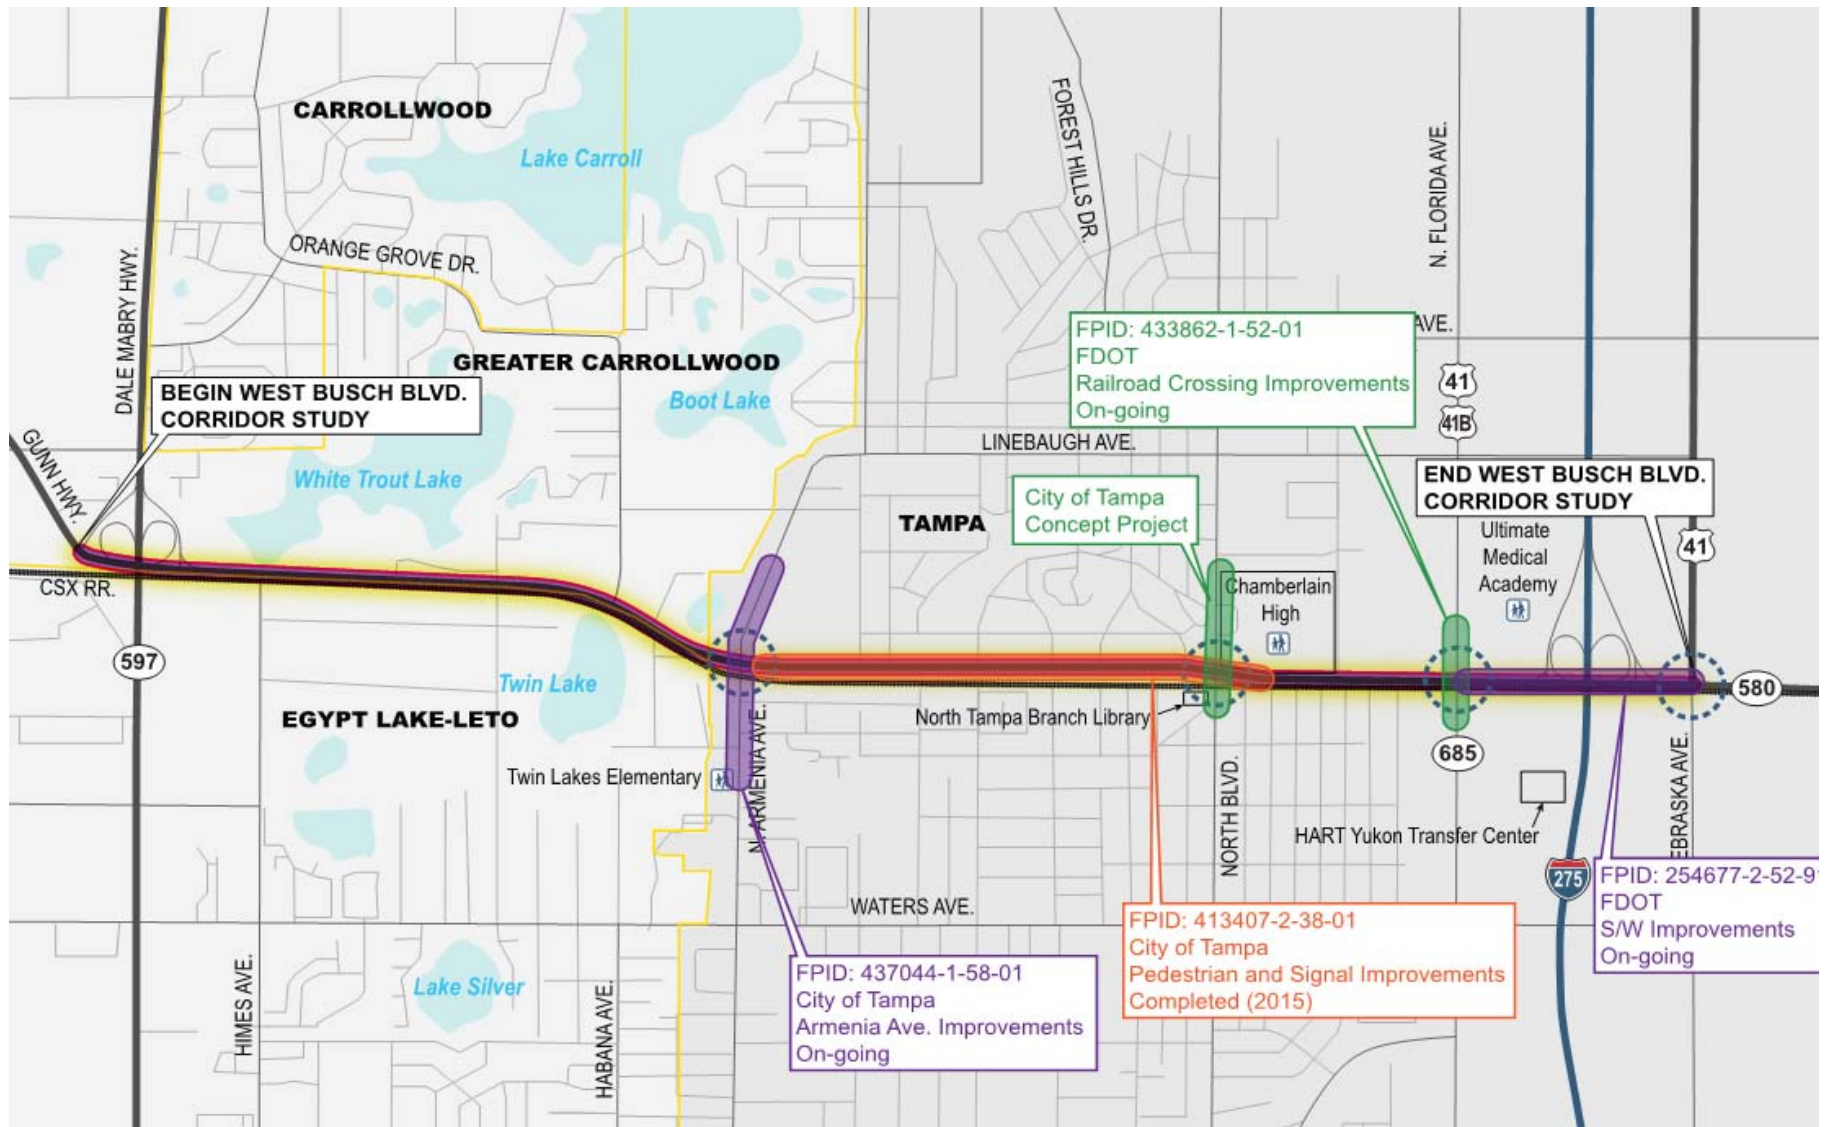 CARROLLWOOD
Lake Carroll
FOREST HILLS DR.
N. FLORIDA AVE.
DALE MABRY HWY.
ORANGE GROVE DR.
FPID: 433862-1-52-01
FDOT
Railroad Crossing Improvements
On-going
AVE.
GREATER CARROLLWOOD
Boot Lake
41
41B
BEGIN WEST BUSCH BLVD.
CORRIDOR STUDY
GUNN HWY.
LINEBAUGH AVE.
White Trout Lake
END WEST BUSCH BLVD.
CORRIDOR STUDY
City of Tampa
Concept Project
TAMPA
Ultimate
Medical
Academy
41
CSX RR.
Chamberlain
High
597
Twin Lake
580
EGYPT LAKE-LETO
North Tampa Branch Library
685
Twin Lakes Elementary
N. ARMENIA AVE.
NORTH BLVD.
EBRASKA AVE.
HART Yukon Transfer Center
275
FPID: 254677-2-52-9
FDOT
S/W Improvements
On-going
WATERS AVE.
FPID: 413407-2-38-01
City of Tampa
Pedestrian and Signal Improvements
Completed (2015)
FPID: 437044-1-58-01
City of Tampa
Armenia Ave. Improvements
On-going
Lake Silver
HIMES AVE.
HABANA AVE.